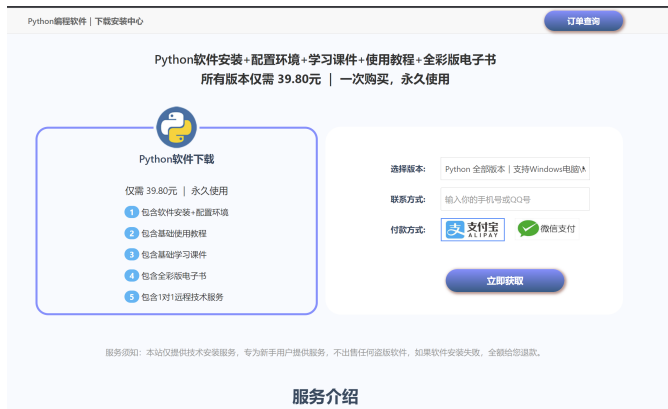 Python编程软件 | 下载安装中心
订单查询
Python软件安装+配置环境+学习课件+使用教程+全彩版电子书
所有版本仅需 39.80元 | 一次购买，永久使用
Python软件下载
仅需 39.80元 | 永久使用
1 包含软件安装+配置环境
2 包含基础使用教程
3 包含基础学习课件
4 包含全彩版电子书
5 包含1对1远程技术服务
选择版本: Python 全部版本 | 支持Windows电脑\
联系方式: 输入你的手机号或QQ号
付款方式: 支 支付宝 ALIPAY 微信支付
立即获取
服务须知：本站仅提供技术安装服务，专为新手用户提供服务，不出售任何盗版软件，如果软件安装失败，全额给您退款。
服务介绍